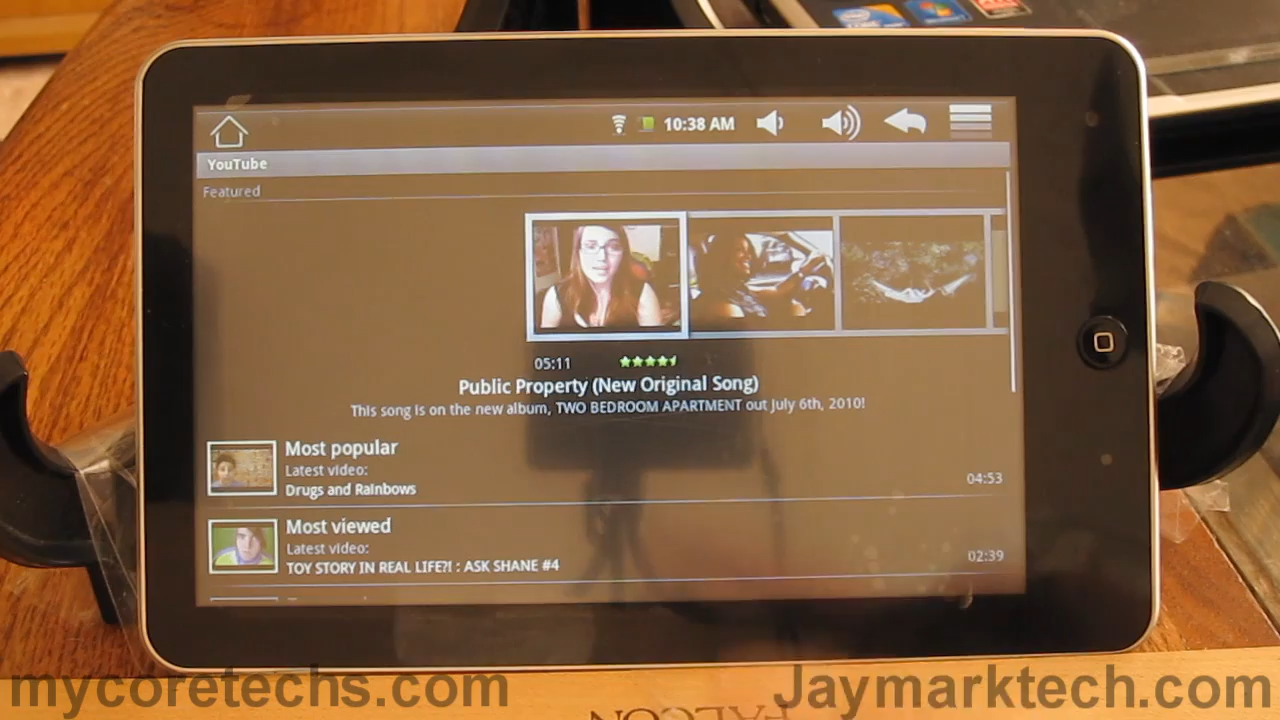 10:38 AM
YouTube
Featured
05:11
Public Property (New Original Song)
This song is on the new album, TWO BEDROOM APARTMENT out July 6th, 2010!
Most popular
Latest video:
Drugs and Rainbows
04:53
Most viewed
Latest video:
TOY STORY IN REAL LIFE?! : ASK SHANE #4
02:39
mycoretechs.com
Jaymarktech.com
FALCON